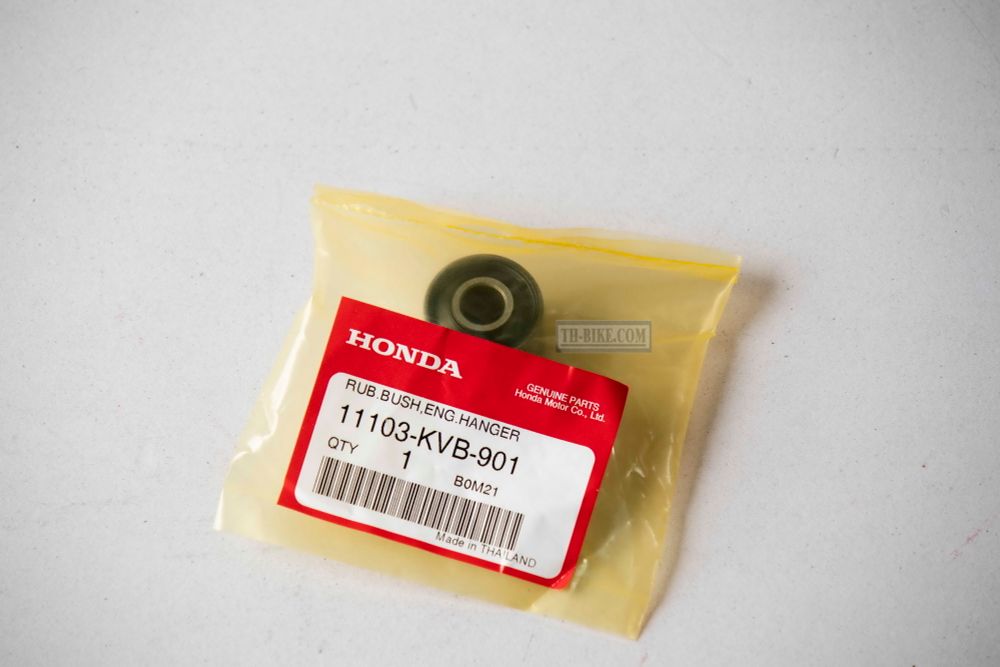 TH-BIKE.COM
HONDA
GENUINE PARTS
Honda Motor Co., Ltd.
RUB.BUSH,ENG.HANGER
11103-KVB-901
QTY 1
B0M21
Made in THAILAND